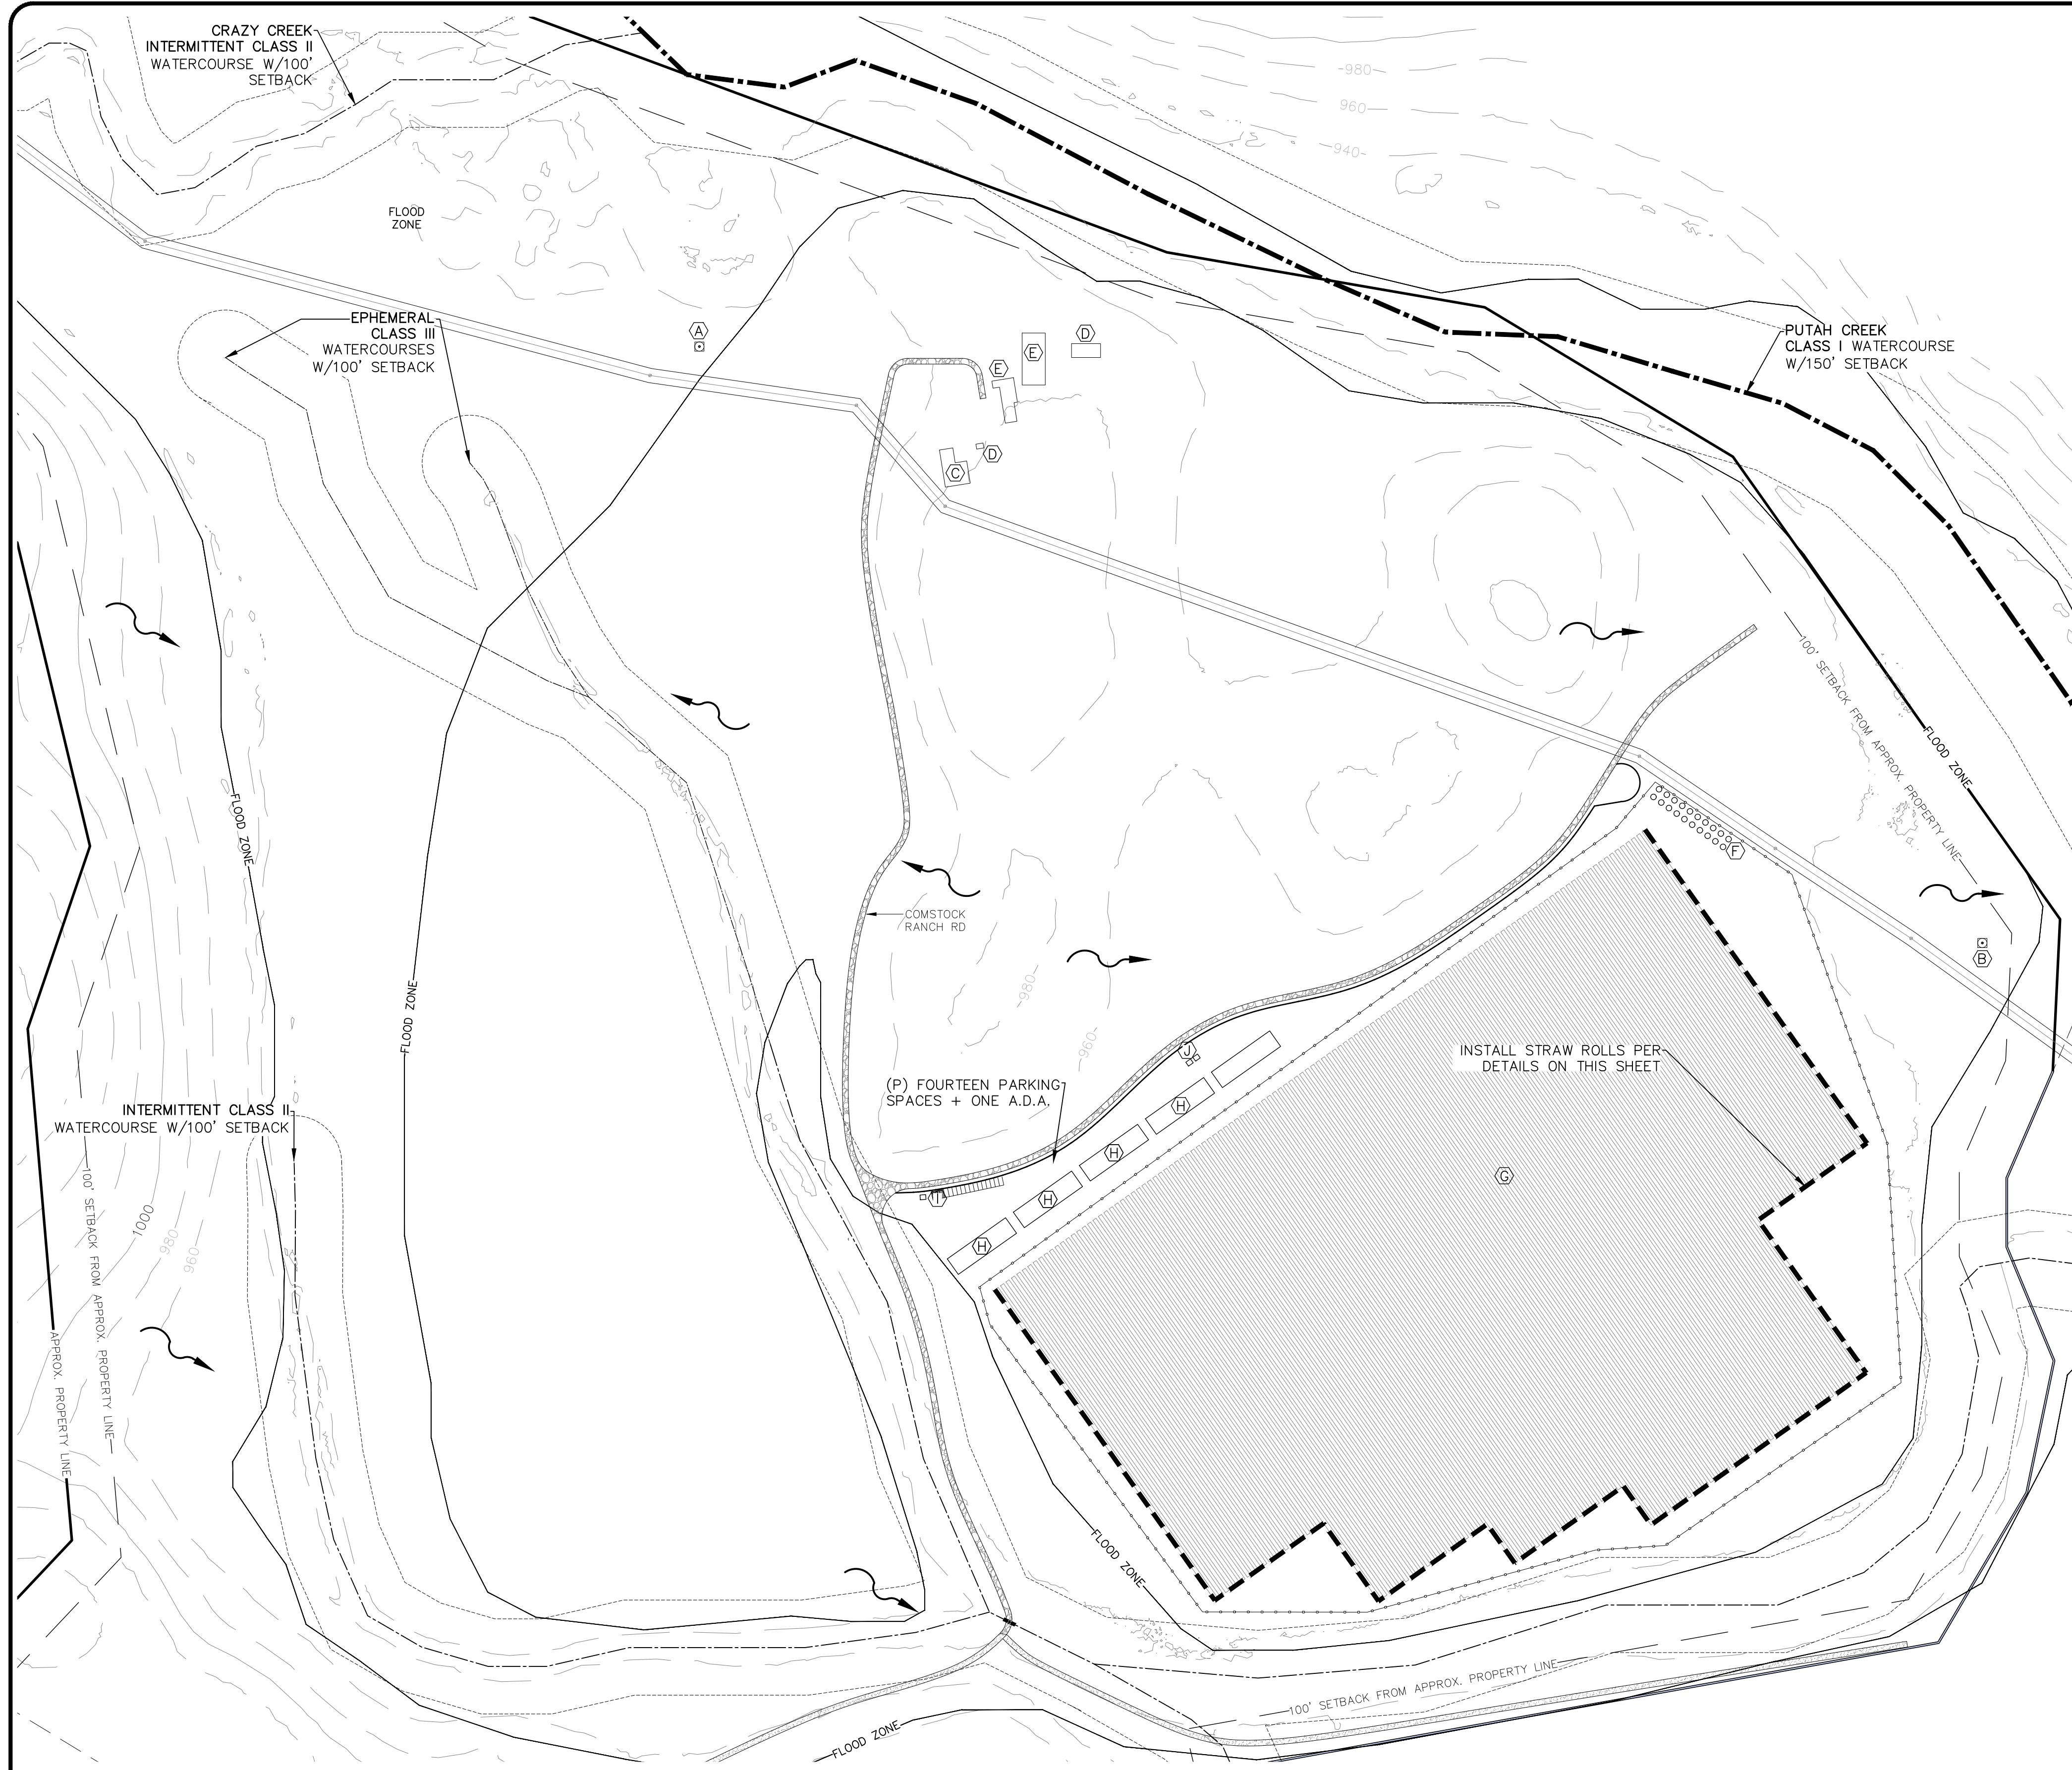 CRAZY CREEK
INTERMITTENT CLASS II
WATERCOURSE W/100'
SETBACK
980
960
940
FLOOD
ZONE
EPHEMERAL
CLASS III
WATERCOURSES
W/100' SETBACK
A
E
D
E
D
C
PUTAH CREEK
CLASS I WATERCOURSE
W/150' SETBACK
100' SETBACK FROM APPROX. PROPERTY LINE
FLOOD ZONE
FLOOD ZONE
F
COMSTOCK
RANCH RD
B
FLOOD ZONE
980
960
J
INSTALL STRAW ROLLS PER
DETAILS ON THIS SHEET
(P) FOURTEEN PARKING
SPACES + ONE A.D.A.
INTERMITTENT CLASS II
WATERCOURSE W/100' SETBACK
H
H
H
H
I
G
1000
980
960
100' SETBACK FROM APPROX. PROPERTY LINE
APPROX. PROPERTY LINE
FLOOD ZONE
100' SETBACK FROM APPROX. PROPERTY LINE
FLOOD ZONE